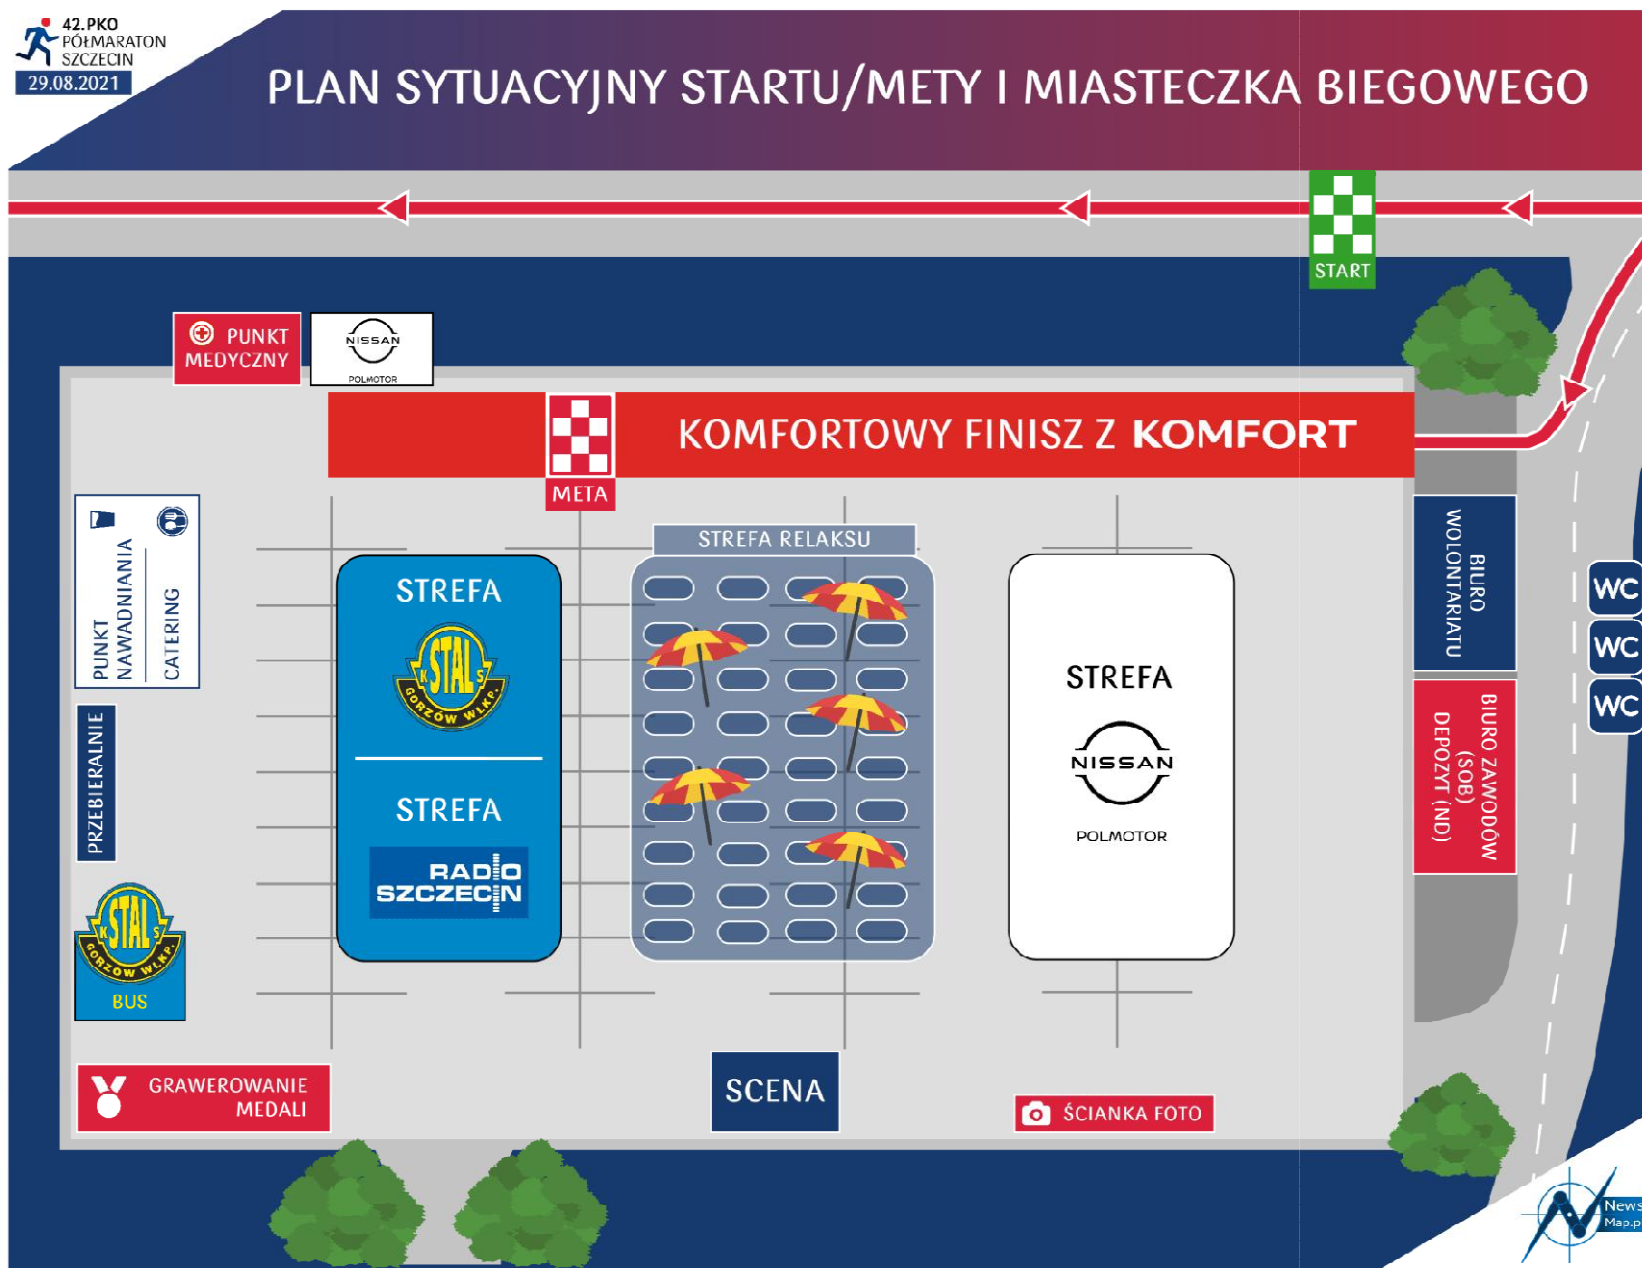 42.PKO
PÓŁMARATON
SZCZECIN
29.08.2021
PLAN SYTUACYJNY STARTU/METY I MIASTECZKA BIEGOWEGO
START
PUNKT
MEDYCZNY
NISSAN
POLMOTOR
META
KOMFORTOWY FINISZ Z KOMFORT
PUNKT
NAWADNIANIA
CATERING
PRZEBIERALNIE
KS STAL
GORZÓW WLKP.
BUS
STREFA
KS STAL
GORZÓW WLKP.
STREFA
RADIO
SZCZECIN
STREFA RELAKSU
STREFA
NISSAN
POLMOTOR
BIURO
WOLONTARIATU
BIURO ZAWODÓW
(SOB)
DEPOZYT (ND)
WC
WC
WC
GRAWEROWANIE
MEDALI
SCENA
ŚCIANKA FOTO
News
Map.p